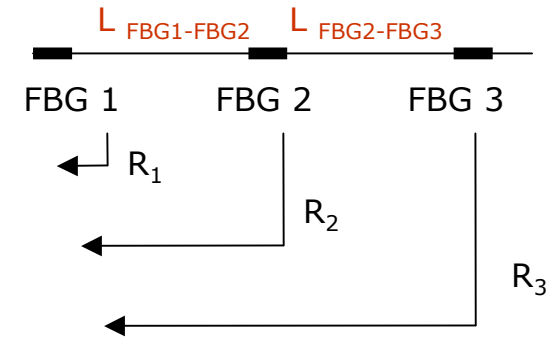 L FBG1-FBG2 L FBG2-FBG3
FBG 1 FBG 2 FBG 3
R1
R2
R3